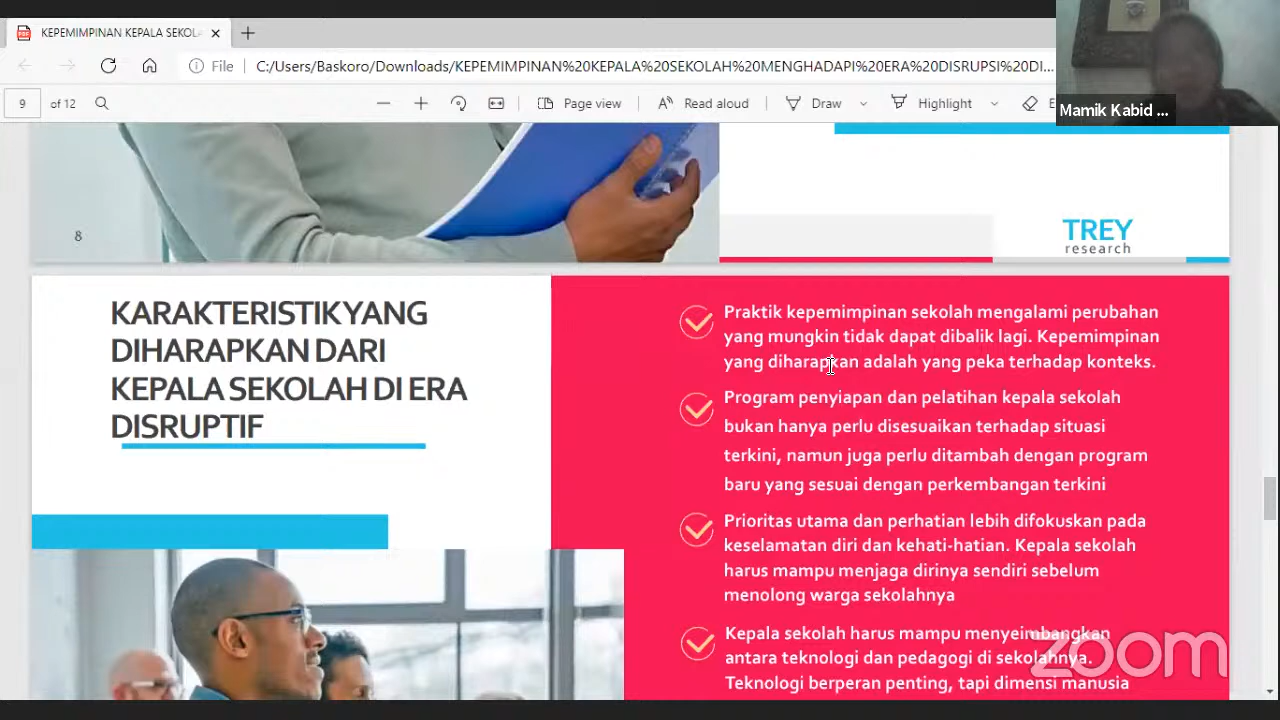 KEPEMIMPINAN KEPALA SEKOL
File
C:/Users/Baskoro/Downloads/KEPEMIMPINAN%20KEPALA%20SEKOLAH%20MENGHADAPI%20ERA%20DISRUPSI%20DI...
Mamik Kabid ...
9 of 12
Page view
Read aloud
Draw
Highlight
8
TREY
research
KARAKTERISTIK YANG
DIHARAPKAN DARI
KEPALA SEKOLAH DI ERA
DISRUPTIF
Praktik kepemimpinan sekolah mengalami perubahan
yang mungkin tidak dapat dibalik lagi. Kepemimpinan
yang diharapkan adalah yang peka terhadap konteks.
Program penyiapan dan pelatihan kepala sekolah
bukan hanya perlu disesuaikan terhadap situasi
terkini, namun juga perlu ditambah dengan program
baru yang sesuai dengan perkembangan terkini
Prioritas utama dan perhatian lebih difokuskan pada
keselamatan diri dan kehati-hatian. Kepala sekolah
harus mampu menjaga dirinya sendiri sebelum
menolong warga sekolahnya
Kepala sekolah harus mampu menyeimbangkan
antara teknologi dan pedagogi di sekolahnya.
Teknologi berperan penting, tapi dimensi manusia
zoom